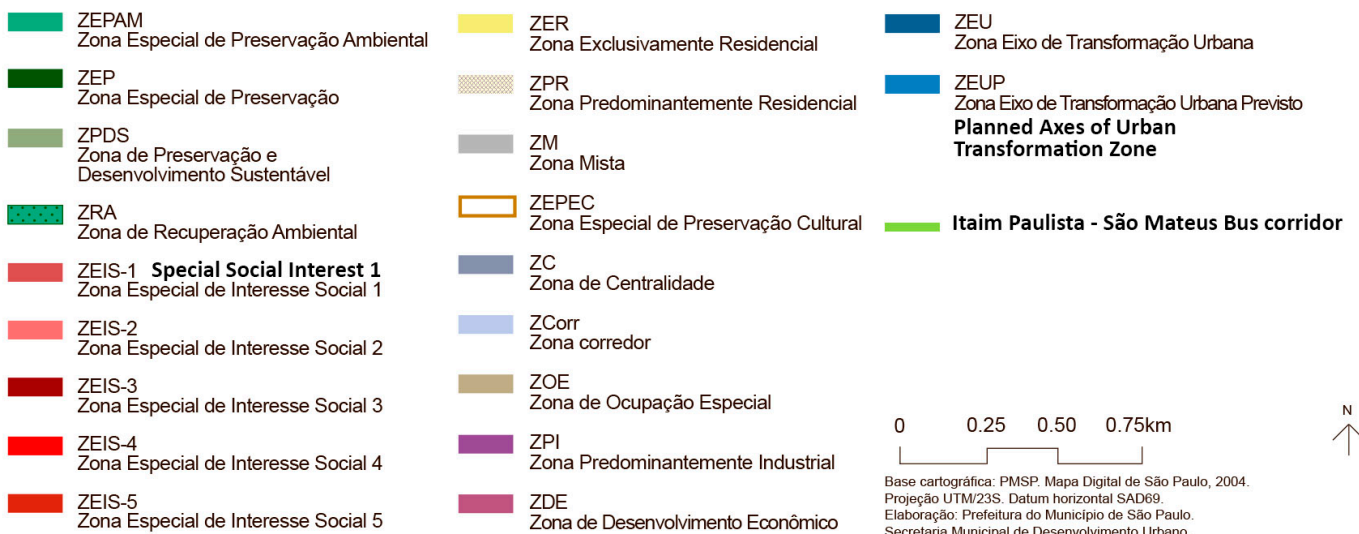 ZEPAM
Zona Especial de Preservação Ambiental
ZEP
Zona Especial de Preservação
ZPDS
Zona de Preservação e
Desenvolvimento Sustentável
ZRA
Zona de Recuperação Ambiental
ZEIS-1 Special Social Interest 1
Zona Especial de Interesse Social 1
ZEIS-2
Zona Especial de Interesse Social 2
ZEIS-3
Zona Especial de Interesse Social 3
ZEIS-4
Zona Especial de Interesse Social 4
ZEIS-5
Zona Especial de Interesse Social 5
ZER
Zona Exclusivamente Residencial
ZPR
Zona Predominantemente Residencial
ZM
Zona Mista
ZEPEC
Zona Especial de Preservação Cultural
ZC
Zona de Centralidade
ZCorr
Zona corredor
ZOE
Zona de Ocupação Especial
ZPI
Zona Predominantemente Industrial
ZDE
Zona de Desenvolvimento Econômico
ZEU
Zona Eixo de Transformação Urbana
ZEUP
Zona Eixo de Transformação Urbana Previsto
Planned Axes of Urban
Transformation Zone
Itaim Paulista - São Mateus Bus corridor
0 0.25 0.50 0.75km
N
Base cartográfica: PMSP. Mapa Digital de São Paulo, 2004.
Projeção UTM/23S. Datum horizontal SAD69.
Elaboração: Prefeitura do Município de São Paulo.
Secretaria Municipal de Desenvolvimento Urbano